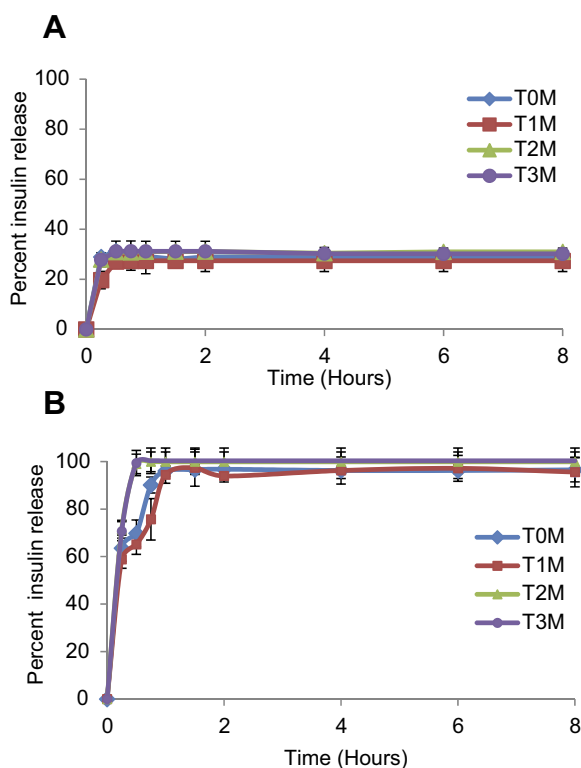 A
Percent insulin release
100
80
60
40
20
0
0 2 4 6 8
Time (Hours)
T0M
T1M
T2M
T3M
B
Percent insulin release
100
80
60
40
20
0
0 2 4 6 8
Time (Hours)
T0M
T1M
T2M
T3M